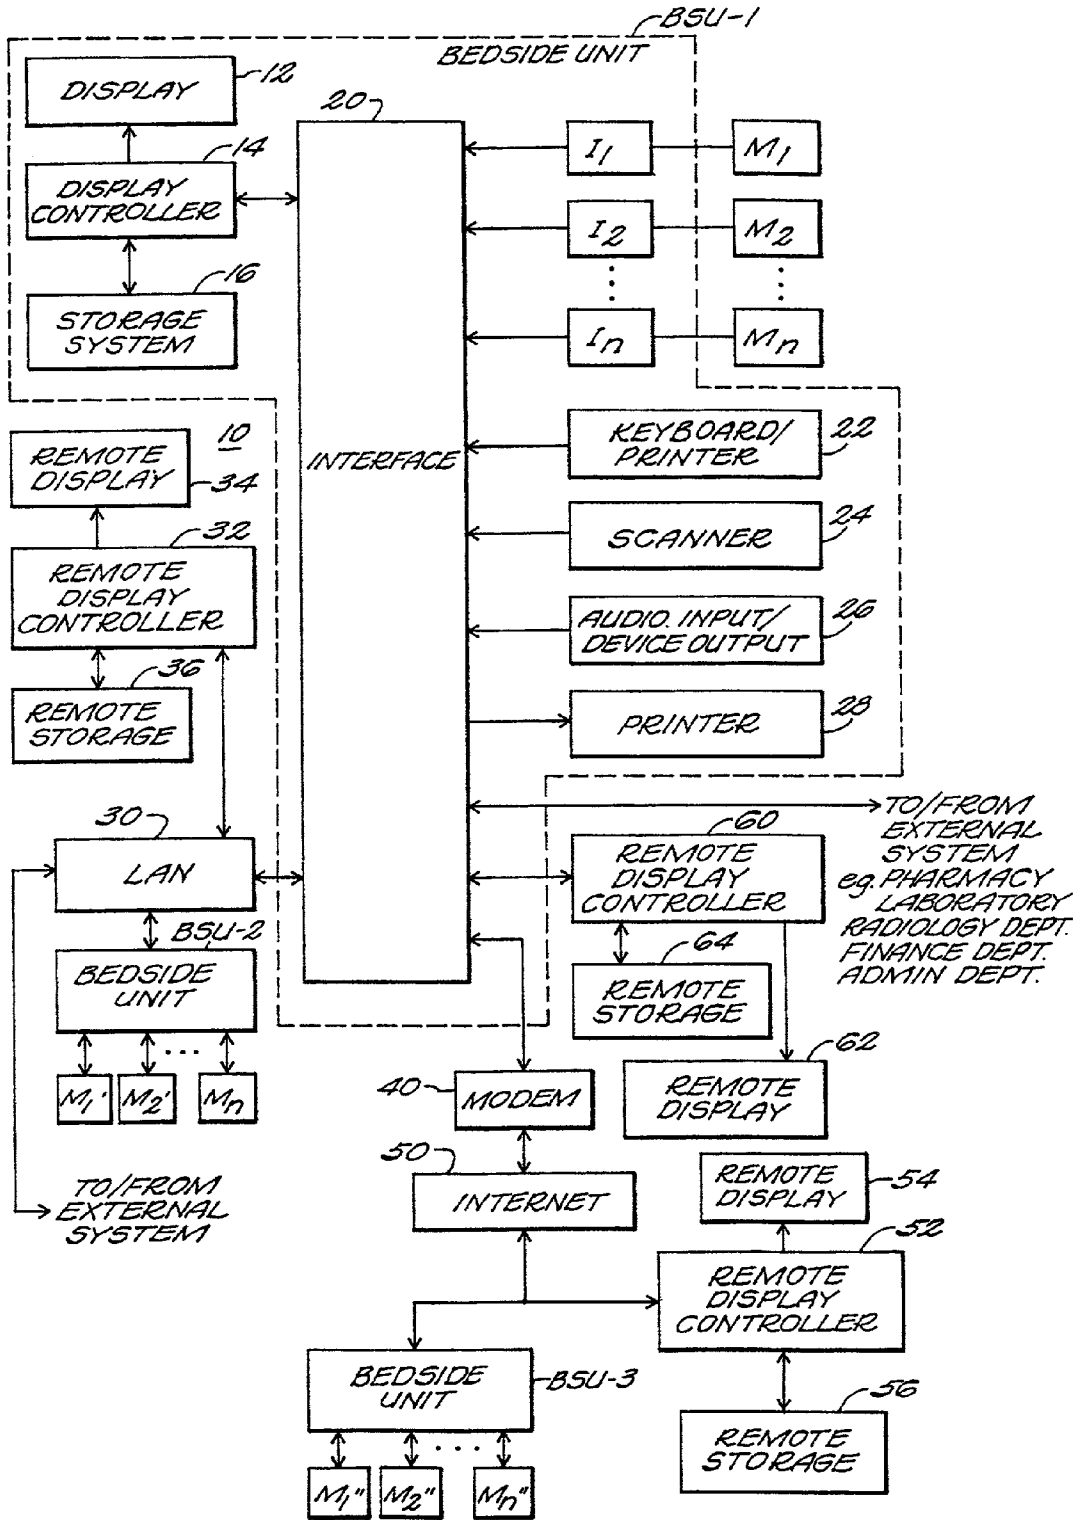 BSU-1
BEDSIDE UNIT
DISPLAY
12
DISPLAY
CONTROLLER
14
STORAGE
SYSTEM
16
20
INTERFACE
I1
M1
I2
M2
In
Mn
KEYBOARD/
PRINTER
22
SCANNER
24
AUDIO. INPUT/
DEVICE OUTPUT
26
PRINTER
28
10
REMOTE
DISPLAY
34
32
REMOTE
DISPLAY
CONTROLLER
36
REMOTE
STORAGE
30
LAN
BSU-2
BEDSIDE
UNIT
M1'
M2'
Mn
TO/FROM
EXTERNAL
SYSTEM
TO/FROM
EXTERNAL
SYSTEM
eg. PHARMACY
LABORATORY
RADIOLOGY DEPT.
FINANCE DEPT.
ADMIN DEPT.
60
REMOTE
DISPLAY
CONTROLLER
64
REMOTE
STORAGE
62
REMOTE
DISPLAY
40
MODEM
50
INTERNET
REMOTE
DISPLAY
54
52
REMOTE
DISPLAY
CONTROLLER
56
REMOTE
STORAGE
BEDSIDE
UNIT
BSU-3
M1"
M2"
Mn"